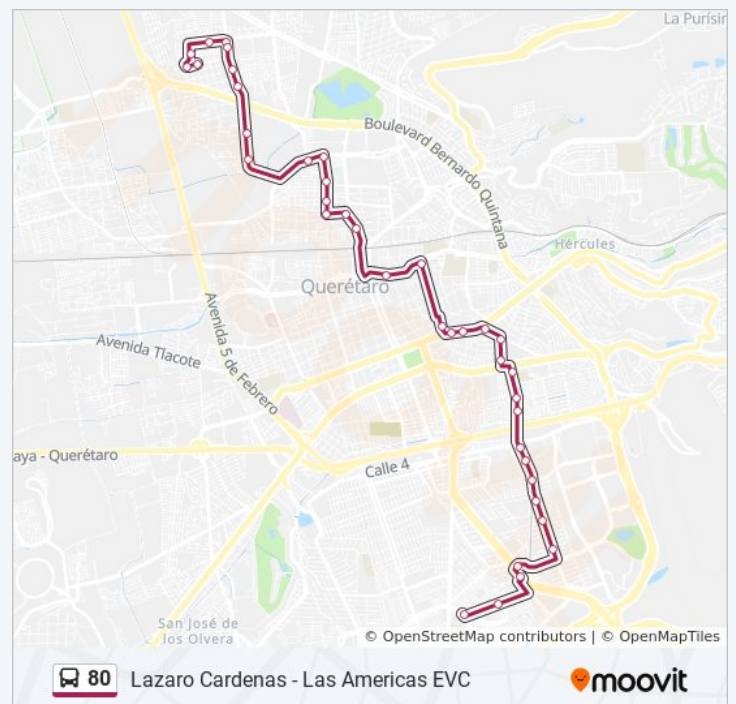 La Purísin
Boulevard Bernardo Quintana
Hércules
Querétaro
Avenida 5 de Febrero
Avenida Tlacote
aya - Querétaro
Calle 4
San José de
los Olvera
© OpenStreetMap contributors | © OpenMapTiles
80 Lazaro Cardenas - Las Americas EVC
moovit